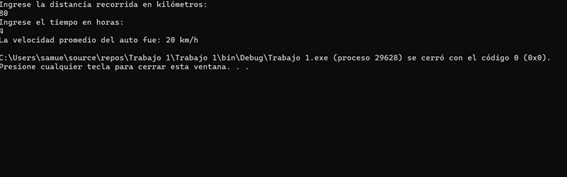 Ingrese la distancia recorrida en kilómetros:
80
Ingrese el tiempo en horas:
4
La velocidad promedio del auto fue: 20 km/h
C:\Users\samue\source\repos\Trabajo 1\Trabajo 1\bin\Debug\Trabajo 1.exe (proceso 29628) se cerró con el código 0 (0x0).
Presione cualquier tecla para cerrar esta ventana. . .